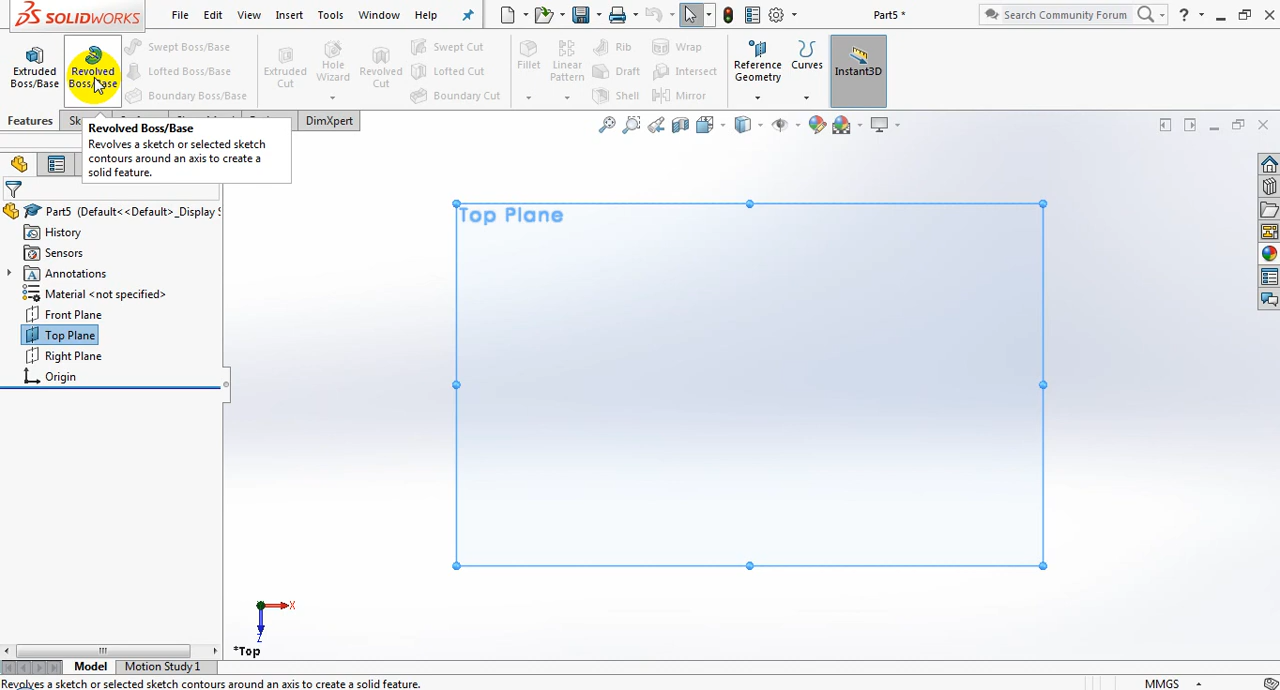 SOLIDWORKS File Edit View Insert Tools Window Help Part5 * Search Community Forum ?
Extruded Boss/Base
Revolved Boss/Base
Swept Boss/Base
Lofted Boss/Base
Boundary Boss/Base
Extruded Cut
Hole Wizard
Revolved Cut
Swept Cut
Lofted Cut
Boundary Cut
Fillet
Linear Pattern
Rib
Draft
Shell
Wrap
Intersect
Mirror
Reference Geometry
Curves
Instant3D
Features DimXpert
Revolved Boss/Base
Revolves a sketch or selected sketch
contours around an axis to create a
solid feature.
Part5 (Default<<Default>_Display
History
Sensors
Annotations
Material <not specified>
Front Plane
Top Plane
Right Plane
Origin
Top Plane
X
Z
*Top
Model Motion Study 1
Revolves a sketch or selected sketch contours around an axis to create a solid feature. MMGS